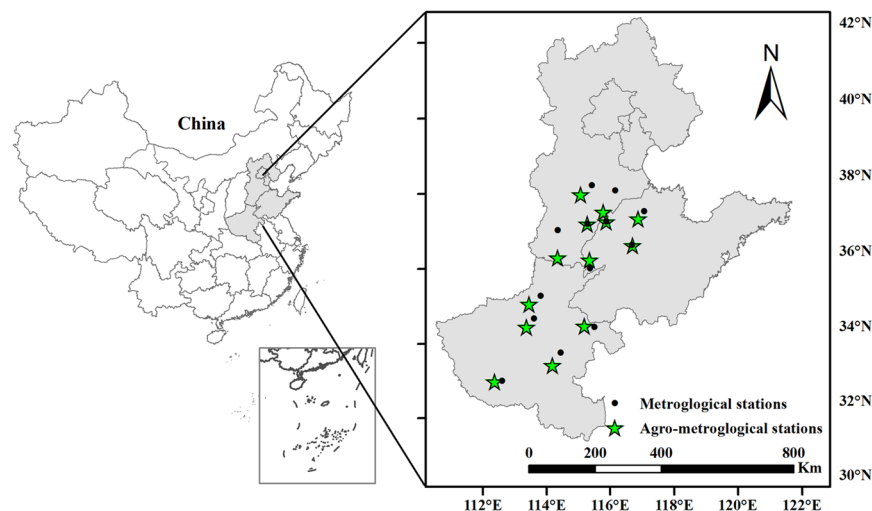 China
N
42°N
40°N
38°N
36°N
34°N
32°N
30°N
Metroglogical stations
Agro-metroglogical stations
0 200 400 800
Km
112°E 114°E 116°E 118°E 120°E 122°E